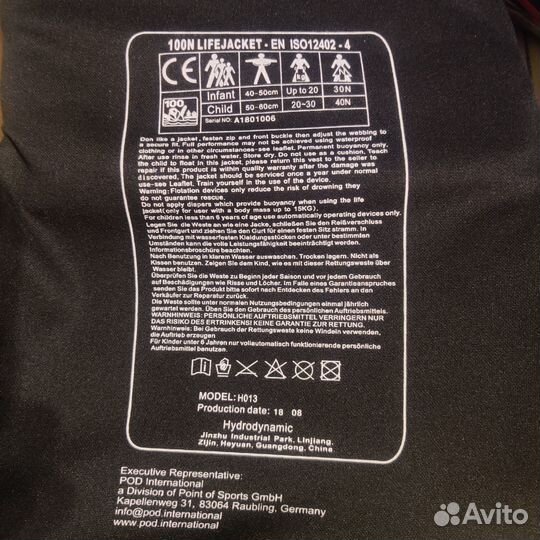 100N LIFEJACKET - EN ISO12402 - 4
CE
Infant 40-50cm Up to 20 30N
Child 50-60cm 20-30 40N
100
Serial NO: A1801006
Don like a jacket, festen zip and front buckle then adjust the webbing to
a secure fit. Full performance may not be achieved using waterproof
clothing or in other circumstances-see leaflet. Permanent buoyancy only.
After use rinse in fresh water. Dry it. Do not use as a cushion. Teach
the child to float in this jacket, please return this vest to the seller to
repair if this product is within quality warranty after the damage was
discovered. The jacket should be serviced once a year under normal
use-see Leaflet. Train yourself in the use of the device.
Warning: Flotation devices only reduce the risk of drowning they
do not guarantee rescue.
Do not apply dispers which provide buoyancy when using the life
jacket(only for user with a body mass up to 15KG).
For children less than 6 years of age use automatically operating devices only.
Legen Sie die Weste an wie eine Jacke, schließen Sie den Reißverschluss
und Frontgurt und ziehen Sie den Gurt für einen festen Sitz stramm. In
Verbindung mit wasserfesten Kleidungsstücken oder unter bestimmten
Umständen kann die volle Leistungsfähigkeit eingeschränkt sein-
Informationsbroschüre beachten.
Nach Benutzung in klarem Wasser auswaschen. Trocken lagern. Nicht als
Kissen benutzen. Zeigen Sie dem Kind, wie es mit dieser Rettungsweste über
Wasser bleibt.
Überprüfen Sie die Weste zu Beginn jeder Saison und vor jedem Gebrauch
auf Beschädigungen wie Risse und Löcher. Im Falle eines Garantieanspruchs
senden Sie das Produkt bitte sofort nach Entdecken des Fehlers an den
Verkäufer zur Reparatur zurück.
Die Weste sollte unter normalen Nutzungsbedingungen einmal im Jahr
überprüft werden. Üben Sie den Gebrauch dieses persönlichen Auftriebsmittels.
WARNHINWEIS: PERSÖNLICHE AUFTRIEBSMITTEL VERRINGERN NUR
DAS RISIKO DES ERTRINKENS! KEINE GARANTIE ZUR RETTUNG.
Warnhinweis: Bei Gebrauch der Rettungsweste keine Windeln verwenden,
die Auftrieb erzeugen
Für Kinder unter 6 Jahren nur vollautomatisch funktionierende persönliche
Auftriebsmittel benutzen.
MODEL: H013
Production date: 18 08
Hydrodynamic
Jinzhu Industrial Park, Linjiang,
Zijin, Heyuan, Guangdong, China
Executive Representative:
POD International
a Division of Point of Sports GmbH
Kapellenweg 31, 83064 Raubling, Germany
www.pod.international
www.pod.international
Avito